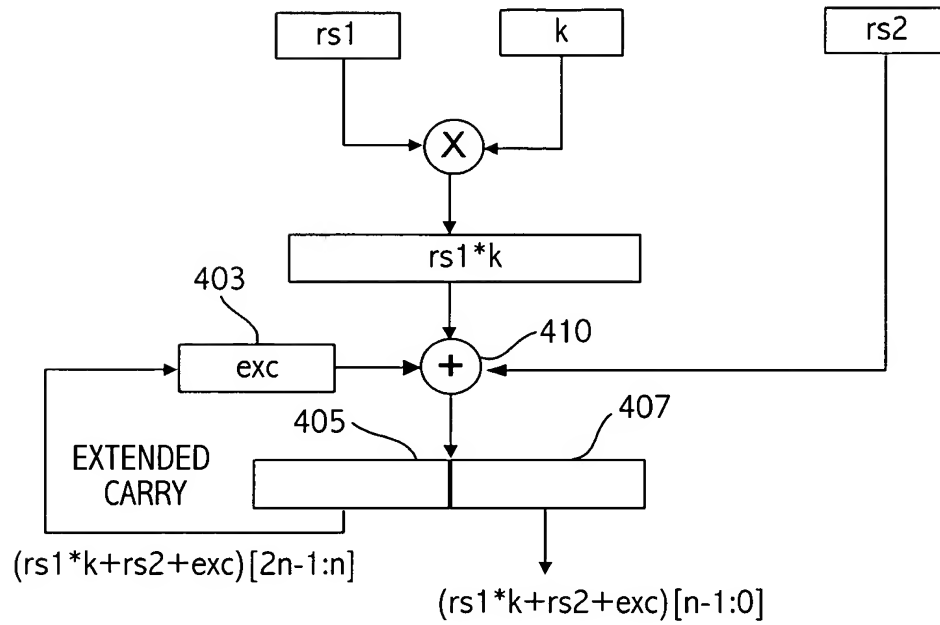 rs1
k
rs2
X
rs1*k
403
exc
+
410
405
407
EXTENDED
CARRY
(rs1*k+rs2+exc)[2n-1:n]
(rs1*k+rs2+exc)[n-1:0]